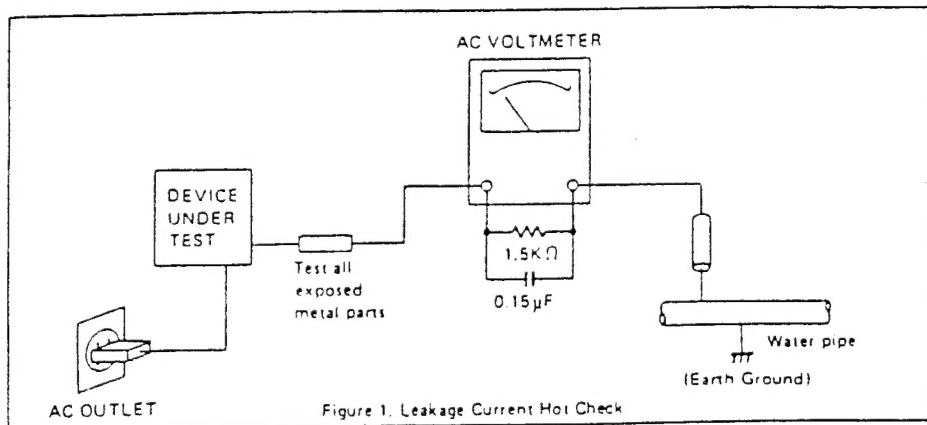 AC VOLTMETER
DEVICE
UNDER
TEST
Test all
exposed
metal parts
1.5KΩ
0.15µF
Water pipe
(Earth Ground)
AC OUTLET
Figure 1. Leakage Current Hot Check